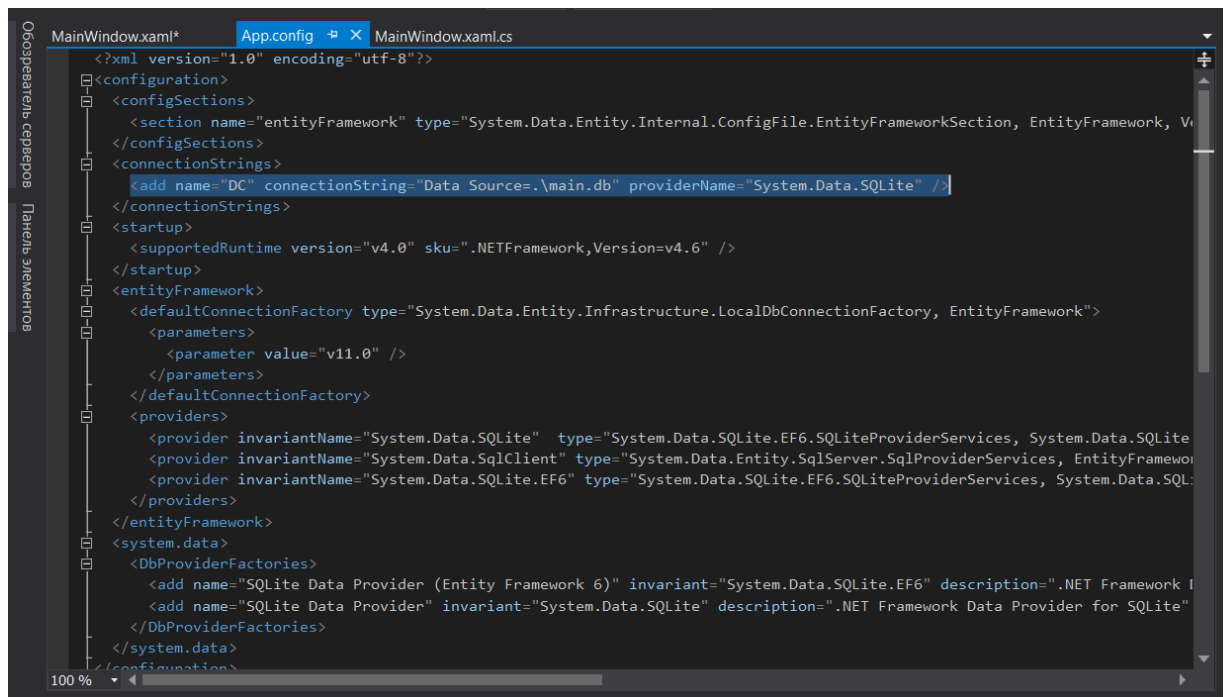 Обозреватель серверов
Панель элементов
MainWindow.xaml* App.config MainWindow.xaml.cs
<?xml version="1.0" encoding="utf-8"?>
<configuration>
<configSections>
<section name="entityFramework" type="System.Data.Entity.Internal.ConfigFile.EntityFrameworkSection, EntityFramework,
</configSections>
<connectionStrings>
<add name="DC" connectionString="Data Source=.\main.db" providerName="System.Data.SQLite" />
</connectionStrings>
<startup>
<supportedRuntime version="v4.0" sku=".NETFramework,Version=v4.6" />
</startup>
<entityFramework>
<defaultConnectionFactory type="System.Data.Entity.Infrastructure.LocalDbConnectionFactory, EntityFramework">
<parameters>
<parameter value="v11.0" />
</parameters>
</defaultConnectionFactory>
<providers>
<provider invariantName="System.Data.SQLite"  type="System.Data.SQLite.EF6.SQLiteProviderServices, System.Data.SQLite
<provider invariantName="System.Data.SqlClient" type="System.Data.Entity.SqlServer.SqlProviderServices, EntityFramewo
<provider invariantName="System.Data.SQLite.EF6" type="System.Data.SQLite.EF6.SQLiteProviderServices, System.Data.SQL
</providers>
</entityFramework>
<system.data>
<DbProviderFactories>
<add name="SQLite Data Provider (Entity Framework 6)" invariant="System.Data.SQLite.EF6" description=".NET Framework
<add name="SQLite Data Provider" invariant="System.Data.SQLite" description=".NET Framework Data Provider for SQLite"
</DbProviderFactories>
</system.data>
</configuration>
100 %